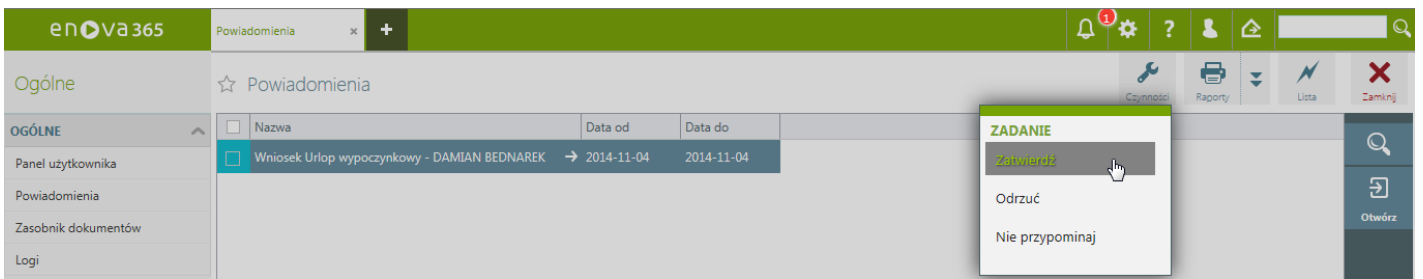 enova365
Powiadomienia
1
?
Ogólne
Powiadomienia
Czynności
Raporty
Lista
Zamknij
OGÓLNE
Nazwa
Data od
Data do
ZADANIE
Panel użytkownika
Wniosek Urlop wypoczynkowy - DAMIAN BEDNAREK
2014-11-04
2014-11-04
Zatwierdź
Powiadomienia
Odrzuć
Otwórz
Zasobnik dokumentów
Nie przypominaj
Logi